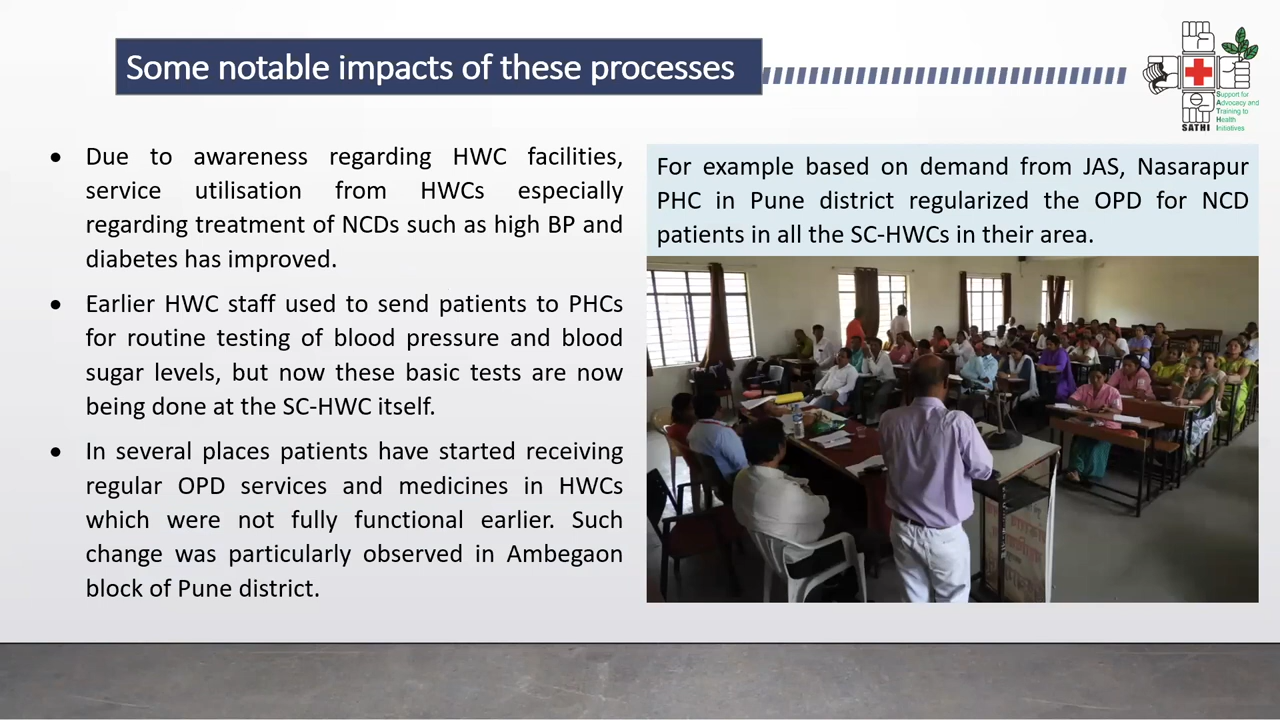 Some notable impacts of these processes
SATHI
Support for
Advocacy and
Training to
Health
Initiatives
● Due to awareness regarding HWC facilities,
service utilisation from HWCs especially
regarding treatment of NCDs such as high BP and
diabetes has improved.
● Earlier HWC staff used to send patients to PHCs
for routine testing of blood pressure and blood
sugar levels, but now these basic tests are now
being done at the SC-HWC itself.
● In several places patients have started receiving
regular OPD services and medicines in HWCs
which were not fully functional earlier. Such
change was particularly observed in Ambegaon
block of Pune district.
For example based on demand from JAS, Nasarapur
PHC in Pune district regularized the OPD for NCD
patients in all the SC-HWCs in their area.